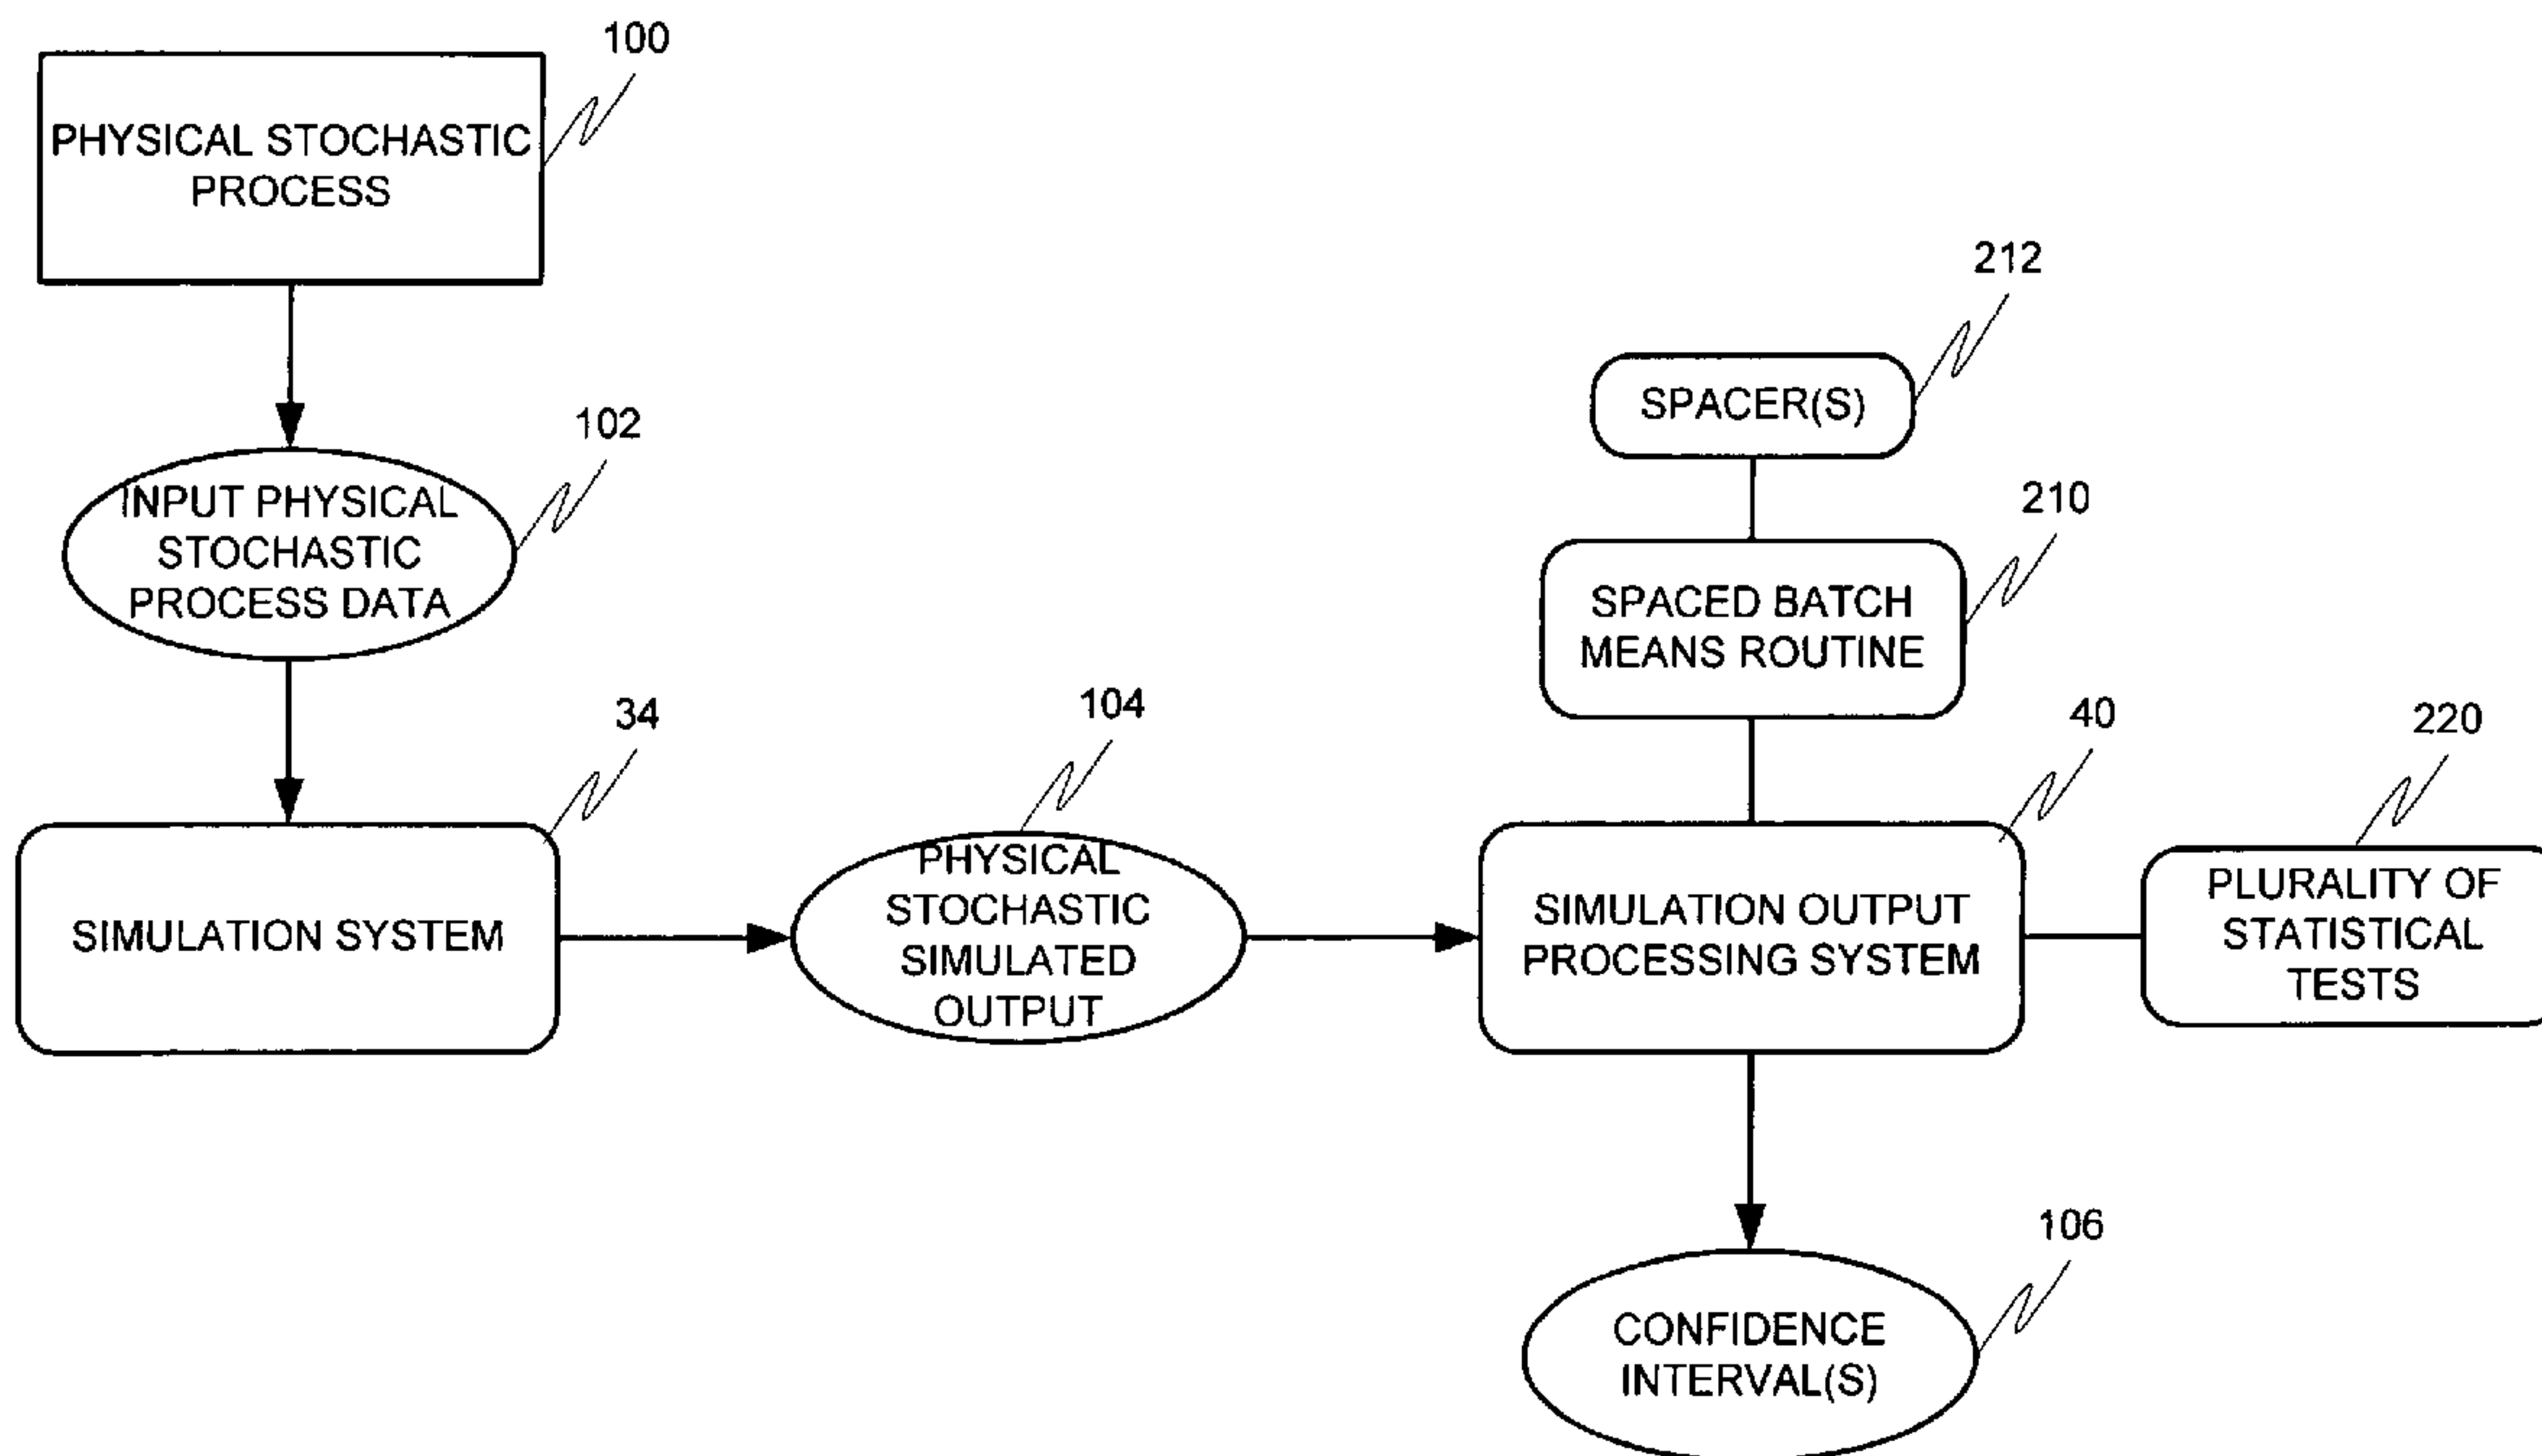 100
PHYSICAL STOCHASTIC
PROCESS
212
SPACER(S)
102
INPUT PHYSICAL
STOCHASTIC
PROCESS DATA
210
SPACED BATCH
MEANS ROUTINE
34
SIMULATION SYSTEM
104
PHYSICAL
STOCHASTIC
SIMULATED
OUTPUT
40
SIMULATION OUTPUT
PROCESSING SYSTEM
220
PLURALITY OF
STATISTICAL
TESTS
106
CONFIDENCE
INTERVAL(S)